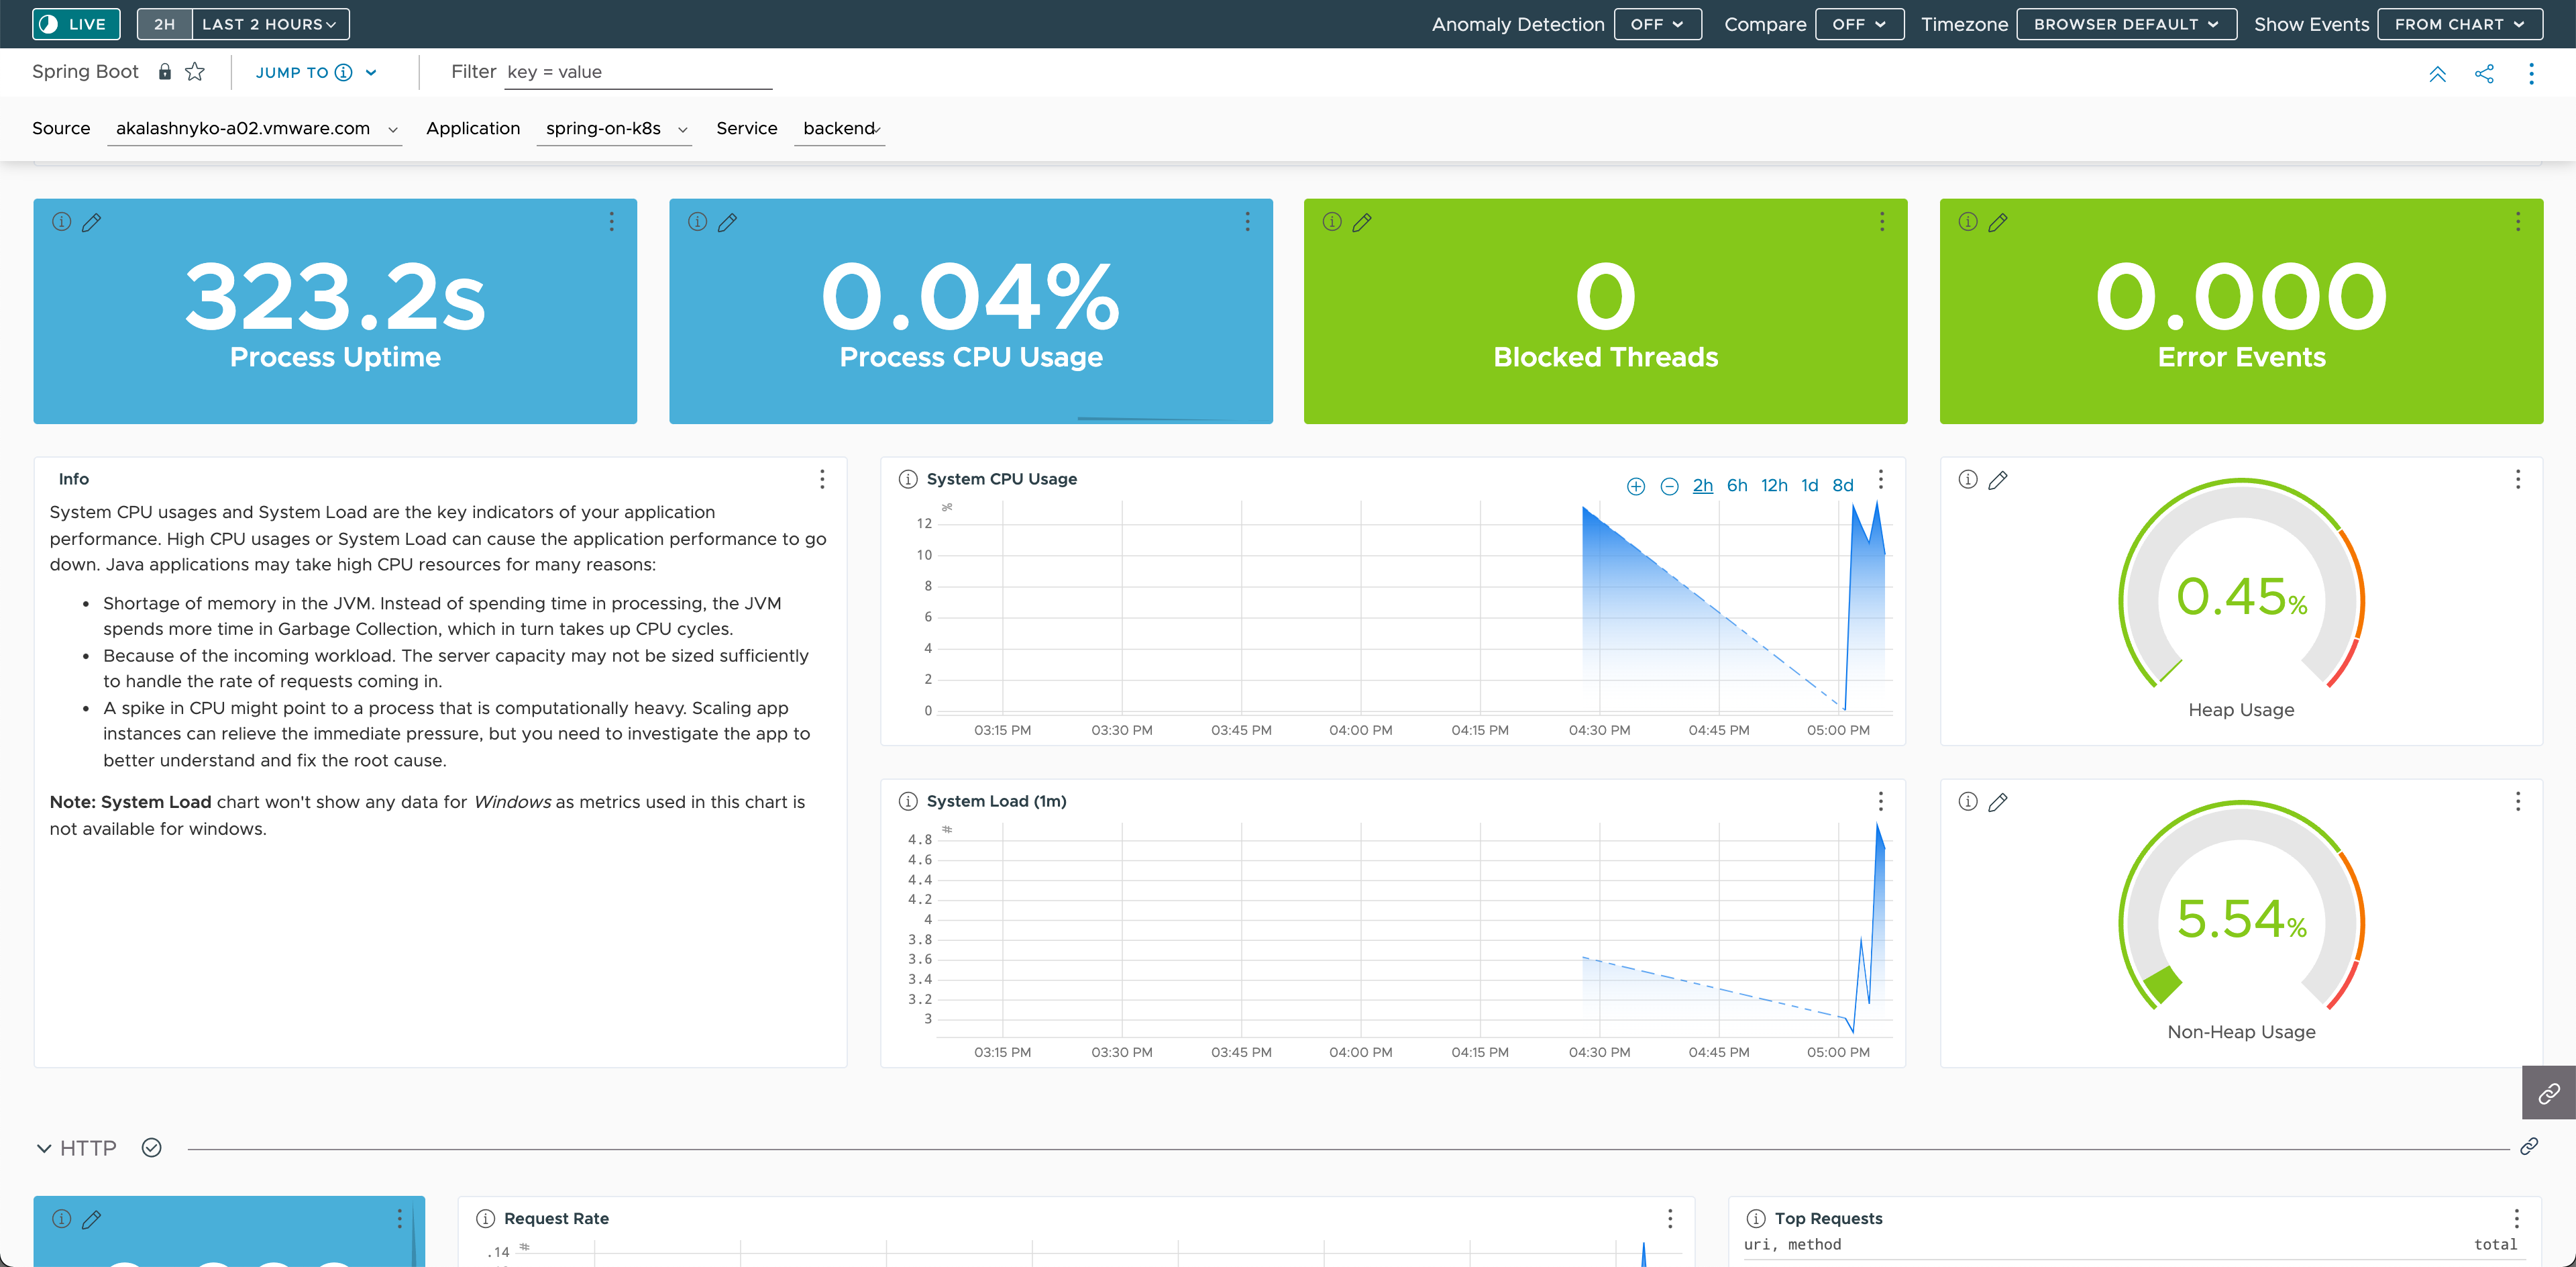 LIVE 2H LAST 2 HOURS Anomaly Detection OFF Compare OFF Timezone BROWSER DEFAULT Show Events FROM CHART
Spring Boot JUMP TO Filter key = value
Source akalashnyko-a02.vmware.com Application spring-on-k8s Service backend
323.2s
Process Uptime
0.04%
Process CPU Usage
0
Blocked Threads
0.000
Error Events
Info
System CPU usages and System Load are the key indicators of your application
performance. High CPU usages or System Load can cause the application performance to go
down. Java applications may take high CPU resources for many reasons:
• Shortage of memory in the JVM. Instead of spending time in processing, the JVM
spends more time in Garbage Collection, which in turn takes up CPU cycles.
• Because of the incoming workload. The server capacity may not be sized sufficiently
to handle the rate of requests coming in.
• A spike in CPU might point to a process that is computationally heavy. Scaling app
instances can relieve the immediate pressure, but you need to investigate the app to
better understand and fix the root cause.
Note: System Load chart won't show any data for Windows as metrics used in this chart is
not available for windows.
System CPU Usage
2h 6h 12h 1d 8d
%
12
10
8
6
4
2
0
03:15 PM 03:30 PM 03:45 PM 04:00 PM 04:15 PM 04:30 PM 04:45 PM 05:00 PM
0.45%
Heap Usage
System Load (1m)
#
4.8
4.6
4.4
4.2
4
3.8
3.6
3.4
3.2
3
03:15 PM 03:30 PM 03:45 PM 04:00 PM 04:15 PM 04:30 PM 04:45 PM 05:00 PM
5.54%
Non-Heap Usage
HTTP
Request Rate
.14 #
Top Requests
uri, method total